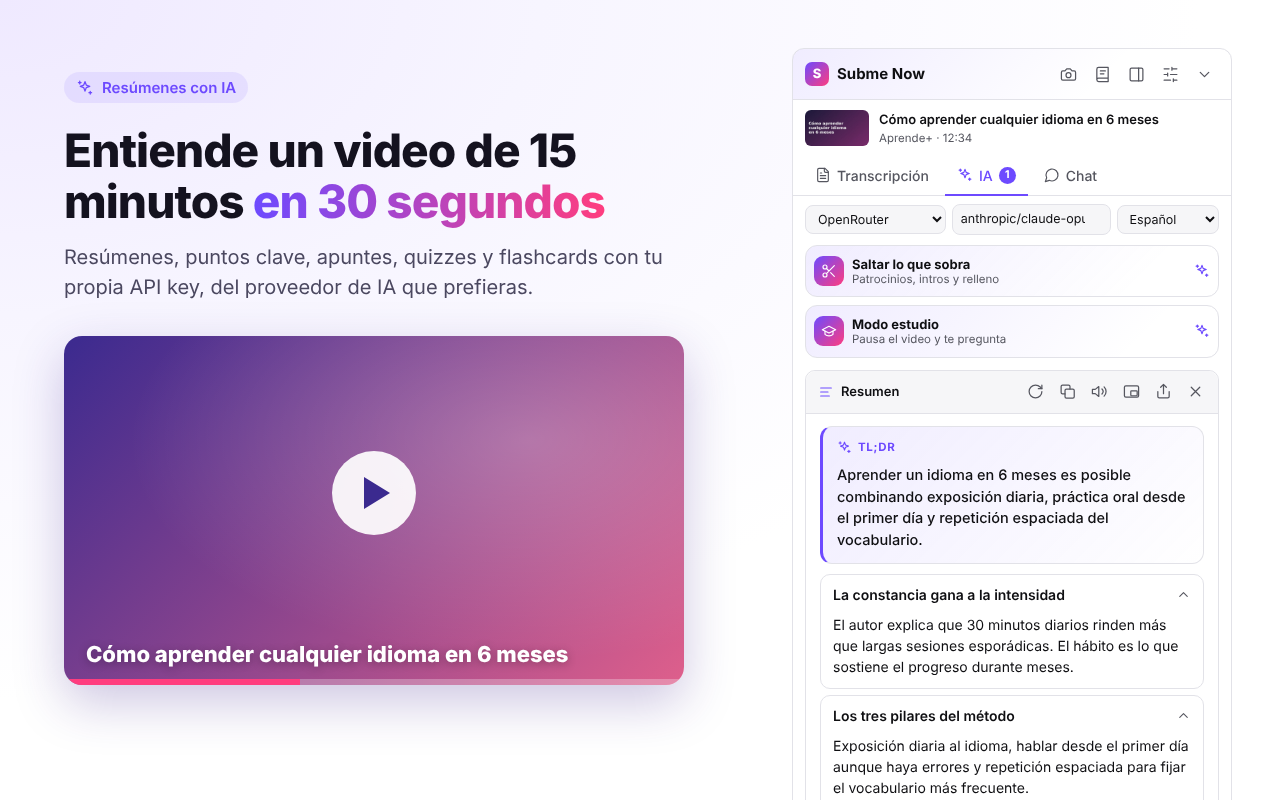 Resúmenes con IA
Entiende un video de 15
minutos en 30 segundos
Resúmenes, puntos clave, apuntes, quizzes y flashcards con tu
propia API key, del proveedor de IA que prefieras.
Cómo aprender cualquier idioma en 6 meses
S Subme Now
Cómo aprender
cualquier idioma
en 6 meses
Cómo aprender cualquier idioma en 6 meses
Aprende+ · 12:34
Transcripción IA 1 Chat
OpenRouter anthropic/claude-opu Español
Saltar lo que sobra
Patrocinios, intros y relleno
Modo estudio
Pausa el video y te pregunta
Resumen
TL;DR
Aprender un idioma en 6 meses es posible
combinando exposición diaria, práctica oral desde
el primer día y repetición espaciada del
vocabulario.
La constancia gana a la intensidad
El autor explica que 30 minutos diarios rinden más
que largas sesiones esporádicas. El hábito es lo que
sostiene el progreso durante meses.
Los tres pilares del método
Exposición diaria al idioma, hablar desde el primer día
aunque haya errores y repetición espaciada para fijar
el vocabulario más frecuente.